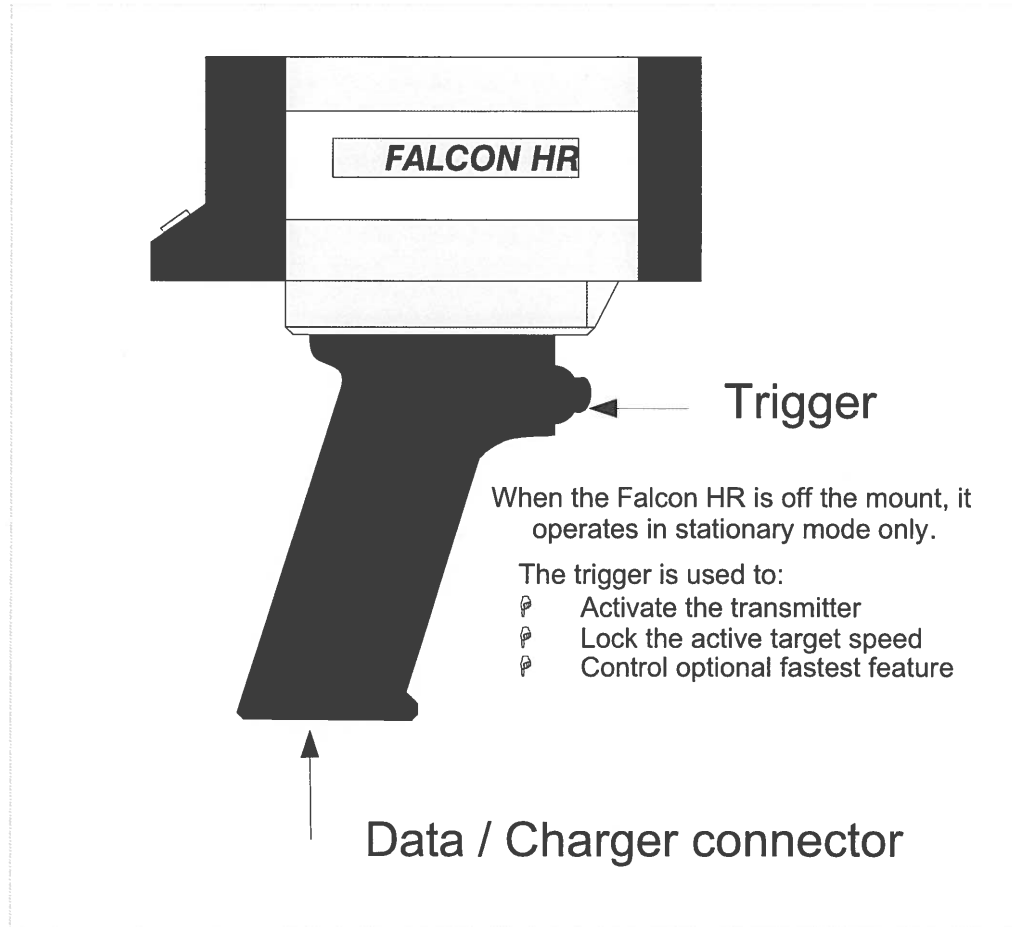 FALCON HR
Trigger
When the Falcon HR is off the mount, it
operates in stationary mode only.
The trigger is used to:
Activate the transmitter
Lock the active target speed
Control optional fastest feature
Data / Charger connector